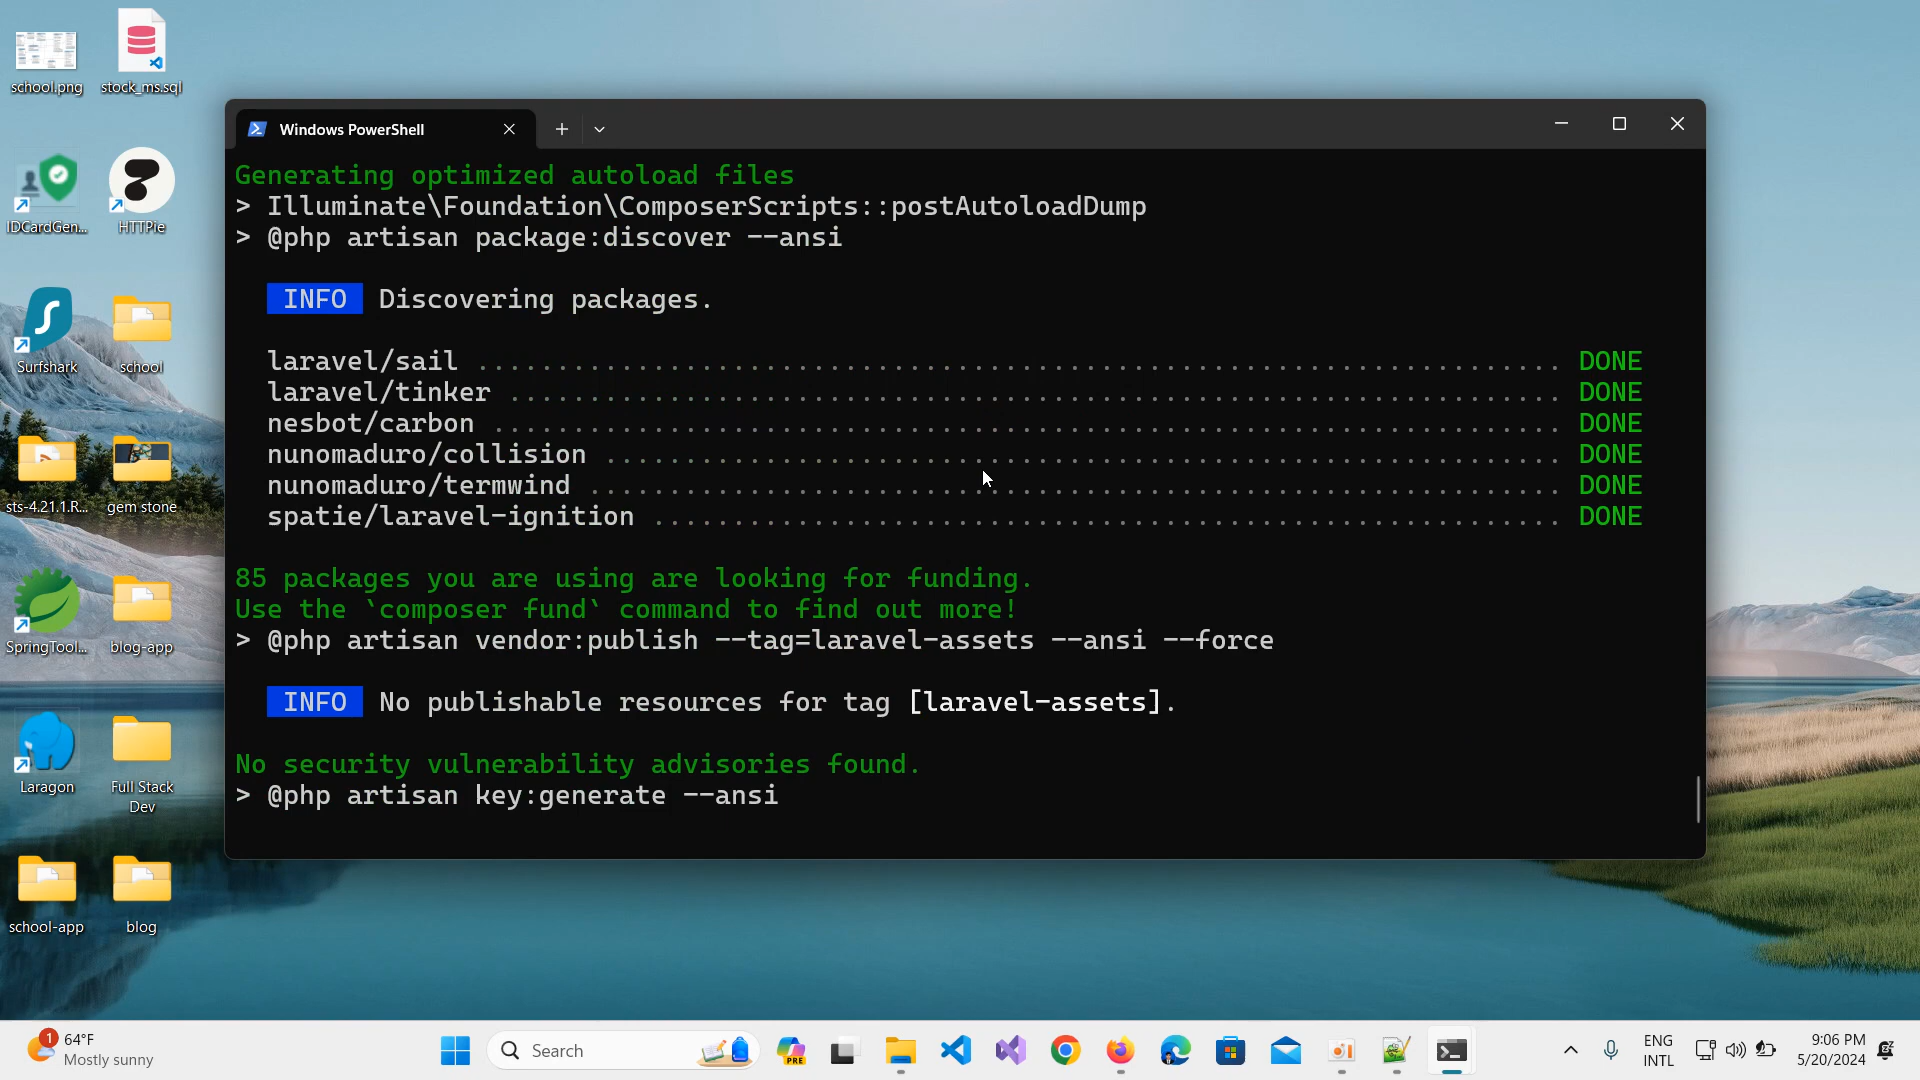 school.png
stock_ms.sql
IDCardGen...
HTTPie
Surfshark
school
sts-4.21.1.R...
gem stone
SpringTool...
blog-app
Laragon
Full Stack
Dev
school-app
blog
Windows PowerShell
Generating optimized autoload files
> Illuminate\Foundation\ComposerScripts::postAutoloadDump
> @php artisan package:discover --ansi
INFO Discovering packages.
laravel/sail .................................................................... DONE
laravel/tinker .................................................................. DONE
nesbot/carbon ................................................................... DONE
nunomaduro/collision ............................................................ DONE
nunomaduro/termwind ............................................................. DONE
spatie/laravel-ignition ......................................................... DONE
85 packages you are using are looking for funding.
Use the `composer fund` command to find out more!
> @php artisan vendor:publish --tag=laravel-assets --ansi --force
INFO No publishable resources for tag [laravel-assets].
No security vulnerability advisories found.
> @php artisan key:generate --ansi
1
64°F
Mostly sunny
Search
PRE
ENG
INTL
9:06 PM
5/20/2024